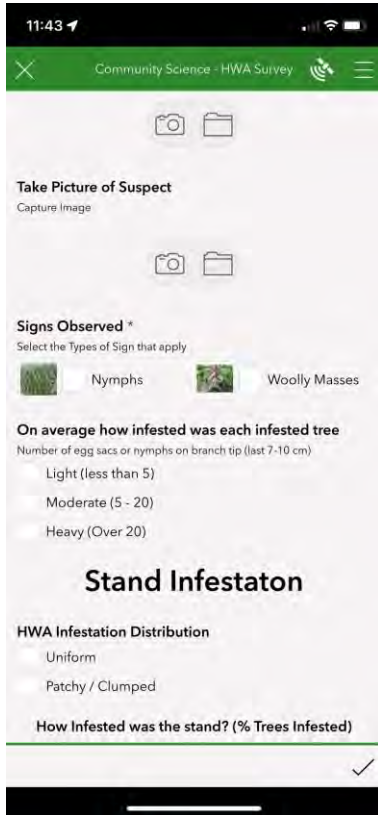 11:43
Community Science - HWA Survey
Take Picture of Suspect
Capture Image
Signs Observed *
Select the Types of Sign that apply
Nymphs Woolly Masses
On average how infested was each infested tree
Number of egg sacs or nymphs on branch tip (last 7-10 cm)
Light (less than 5)
Moderate (5 - 20)
Heavy (Over 20)
Stand Infestaton
HWA Infestation Distribution
Uniform
Patchy / Clumped
How Infested was the stand? (% Trees Infested)